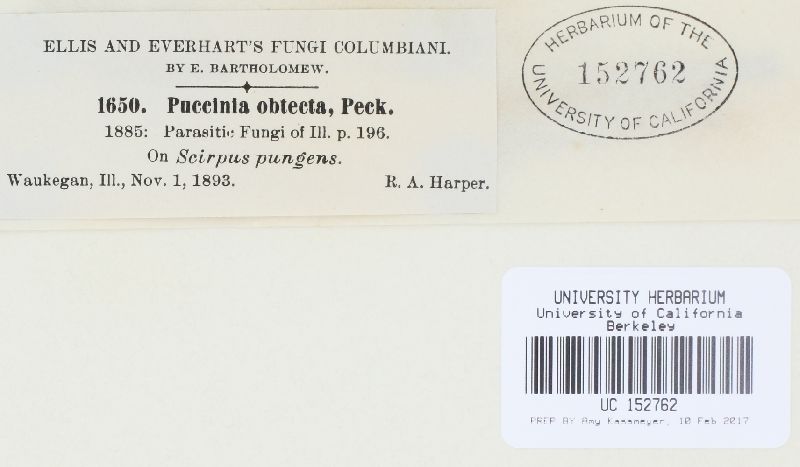 ELLIS AND EVERHART'S FUNGI COLUMBIANI.
BY E. BARTHOLOMEW.
1650. Puccinia obtecta, Peck.
1885: Parasitic Fungi of Ill. p. 196.
On Scirpus pungens.
Waukegan, Ill., Nov. 1, 1893. R. A. Harper.
HERBARIUM OF THE
152762
UNIVERSITY OF CALIFORNIA
UNIVERSITY HERBARIUM
University of California
Berkeley
UC 152762
PREP BY Amy Kasameyer, 10 Feb 2017